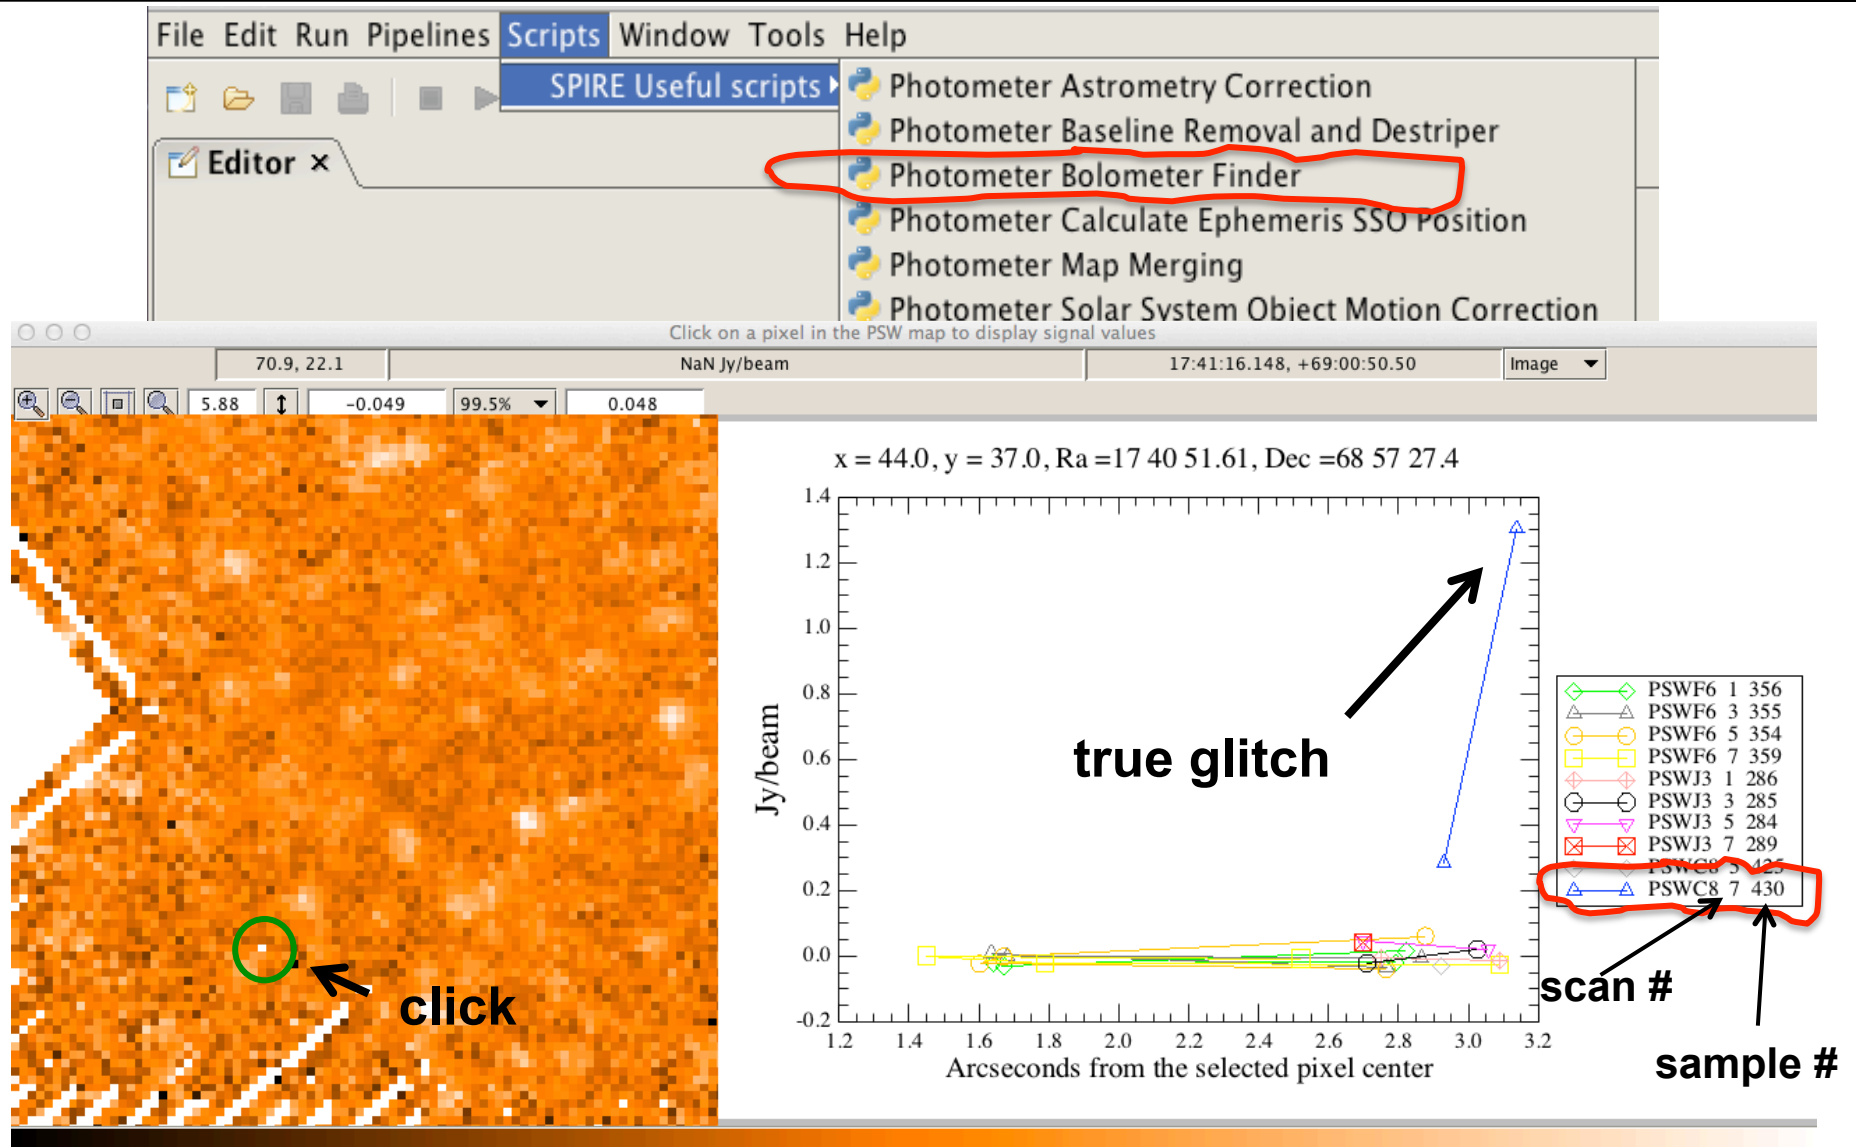 File Edit Run Pipelines Scripts Window Tools Help
SPIRE Useful scripts
Photometer Astrometry Correction
Photometer Baseline Removal and Destriper
Photometer Bolometer Finder
Photometer Calculate Ephemeris SSO Position
Photometer Map Merging
Photometer Solar System Object Motion Correction
Editor ×
Click on a pixel in the PSW map to display signal values
70.9, 22.1 NaN Jy/beam 17:41:16.148, +69:00:50.50 Image
5.88 -0.049 99.5% 0.048
x = 44.0, y = 37.0, Ra =17 40 51.61, Dec =68 57 27.4
1.4
1.2
1.0
0.8
0.6
0.4
0.2
0.0
-0.2
Jy/beam
1.2 1.4 1.6 1.8 2.0 2.2 2.4 2.6 2.8 3.0 3.2
Arcseconds from the selected pixel center
true glitch
click
PSWF6 1 356
PSWF6 3 355
PSWF6 5 354
PSWF6 7 359
PSWJ3 1 286
PSWJ3 3 285
PSWJ3 5 284
PSWJ3 7 289
PSWC8 5 425
PSWC8 7 430
scan #
sample #